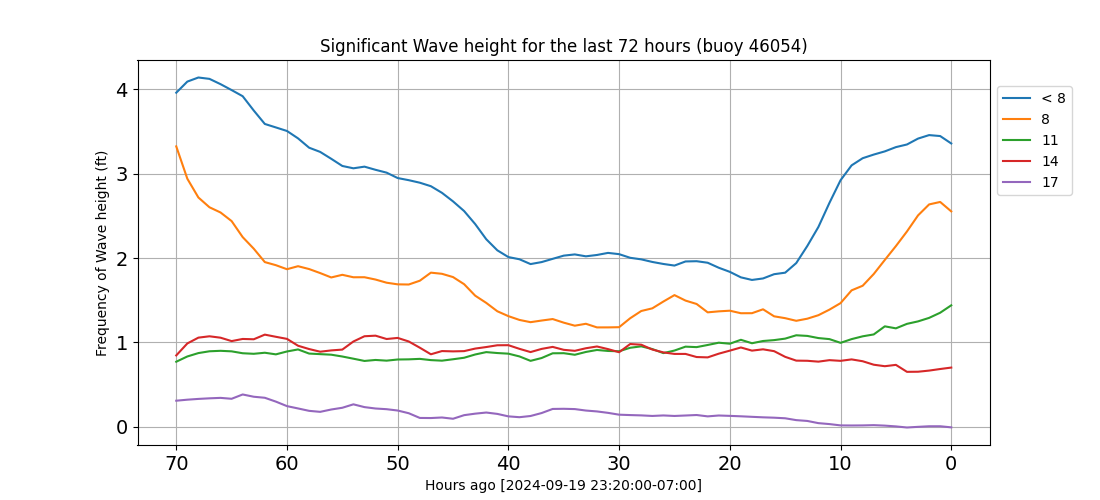 Significant Wave height for the last 72 hours (buoy 46054)
Frequency of Wave height (ft)
4
3
2
1
0
< 8
8
11
14
17
70 60 50 40 30 20 10 0
Hours ago [2024-09-19 23:20:00-07:00]